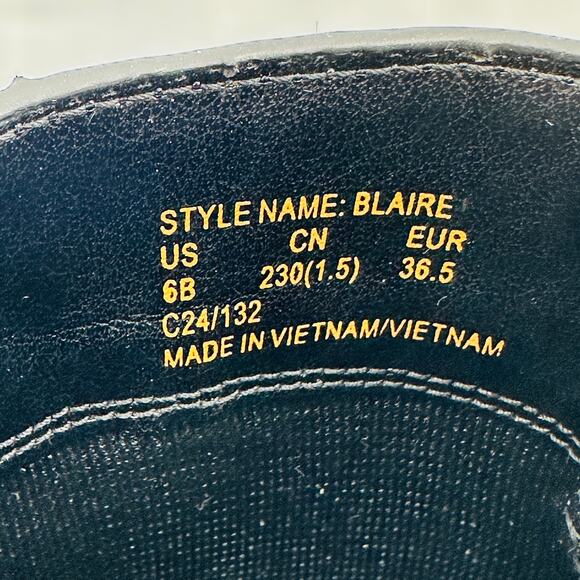 STYLE NAME: BLAIRE
US CN EUR
6B 230(1.5) 36.5
C24/132
MADE IN VIETNAM/VIETNAM